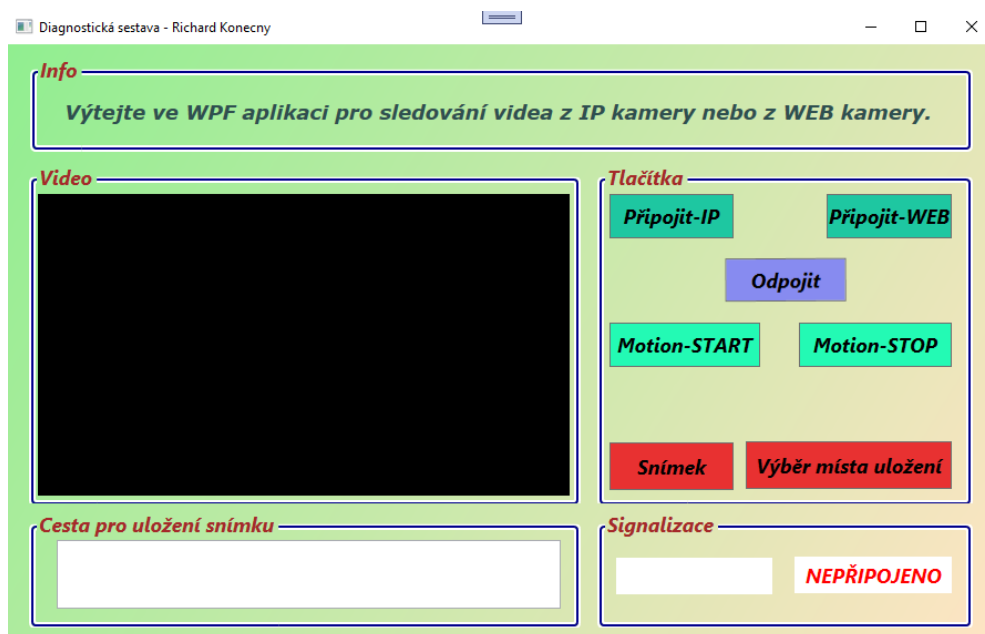 Diagnostická sestava - Richard Konecny
Info
Výtejte ve WPF aplikaci pro sledování videa z IP kamery nebo z WEB kamery.
Video
Tlačítka
Připojit-IP
Připojit-WEB
Odpojit
Motion-START
Motion-STOP
Snímek
Výběr místa uložení
Cesta pro uložení snímku
Signalizace
NEPŘIPOJENO